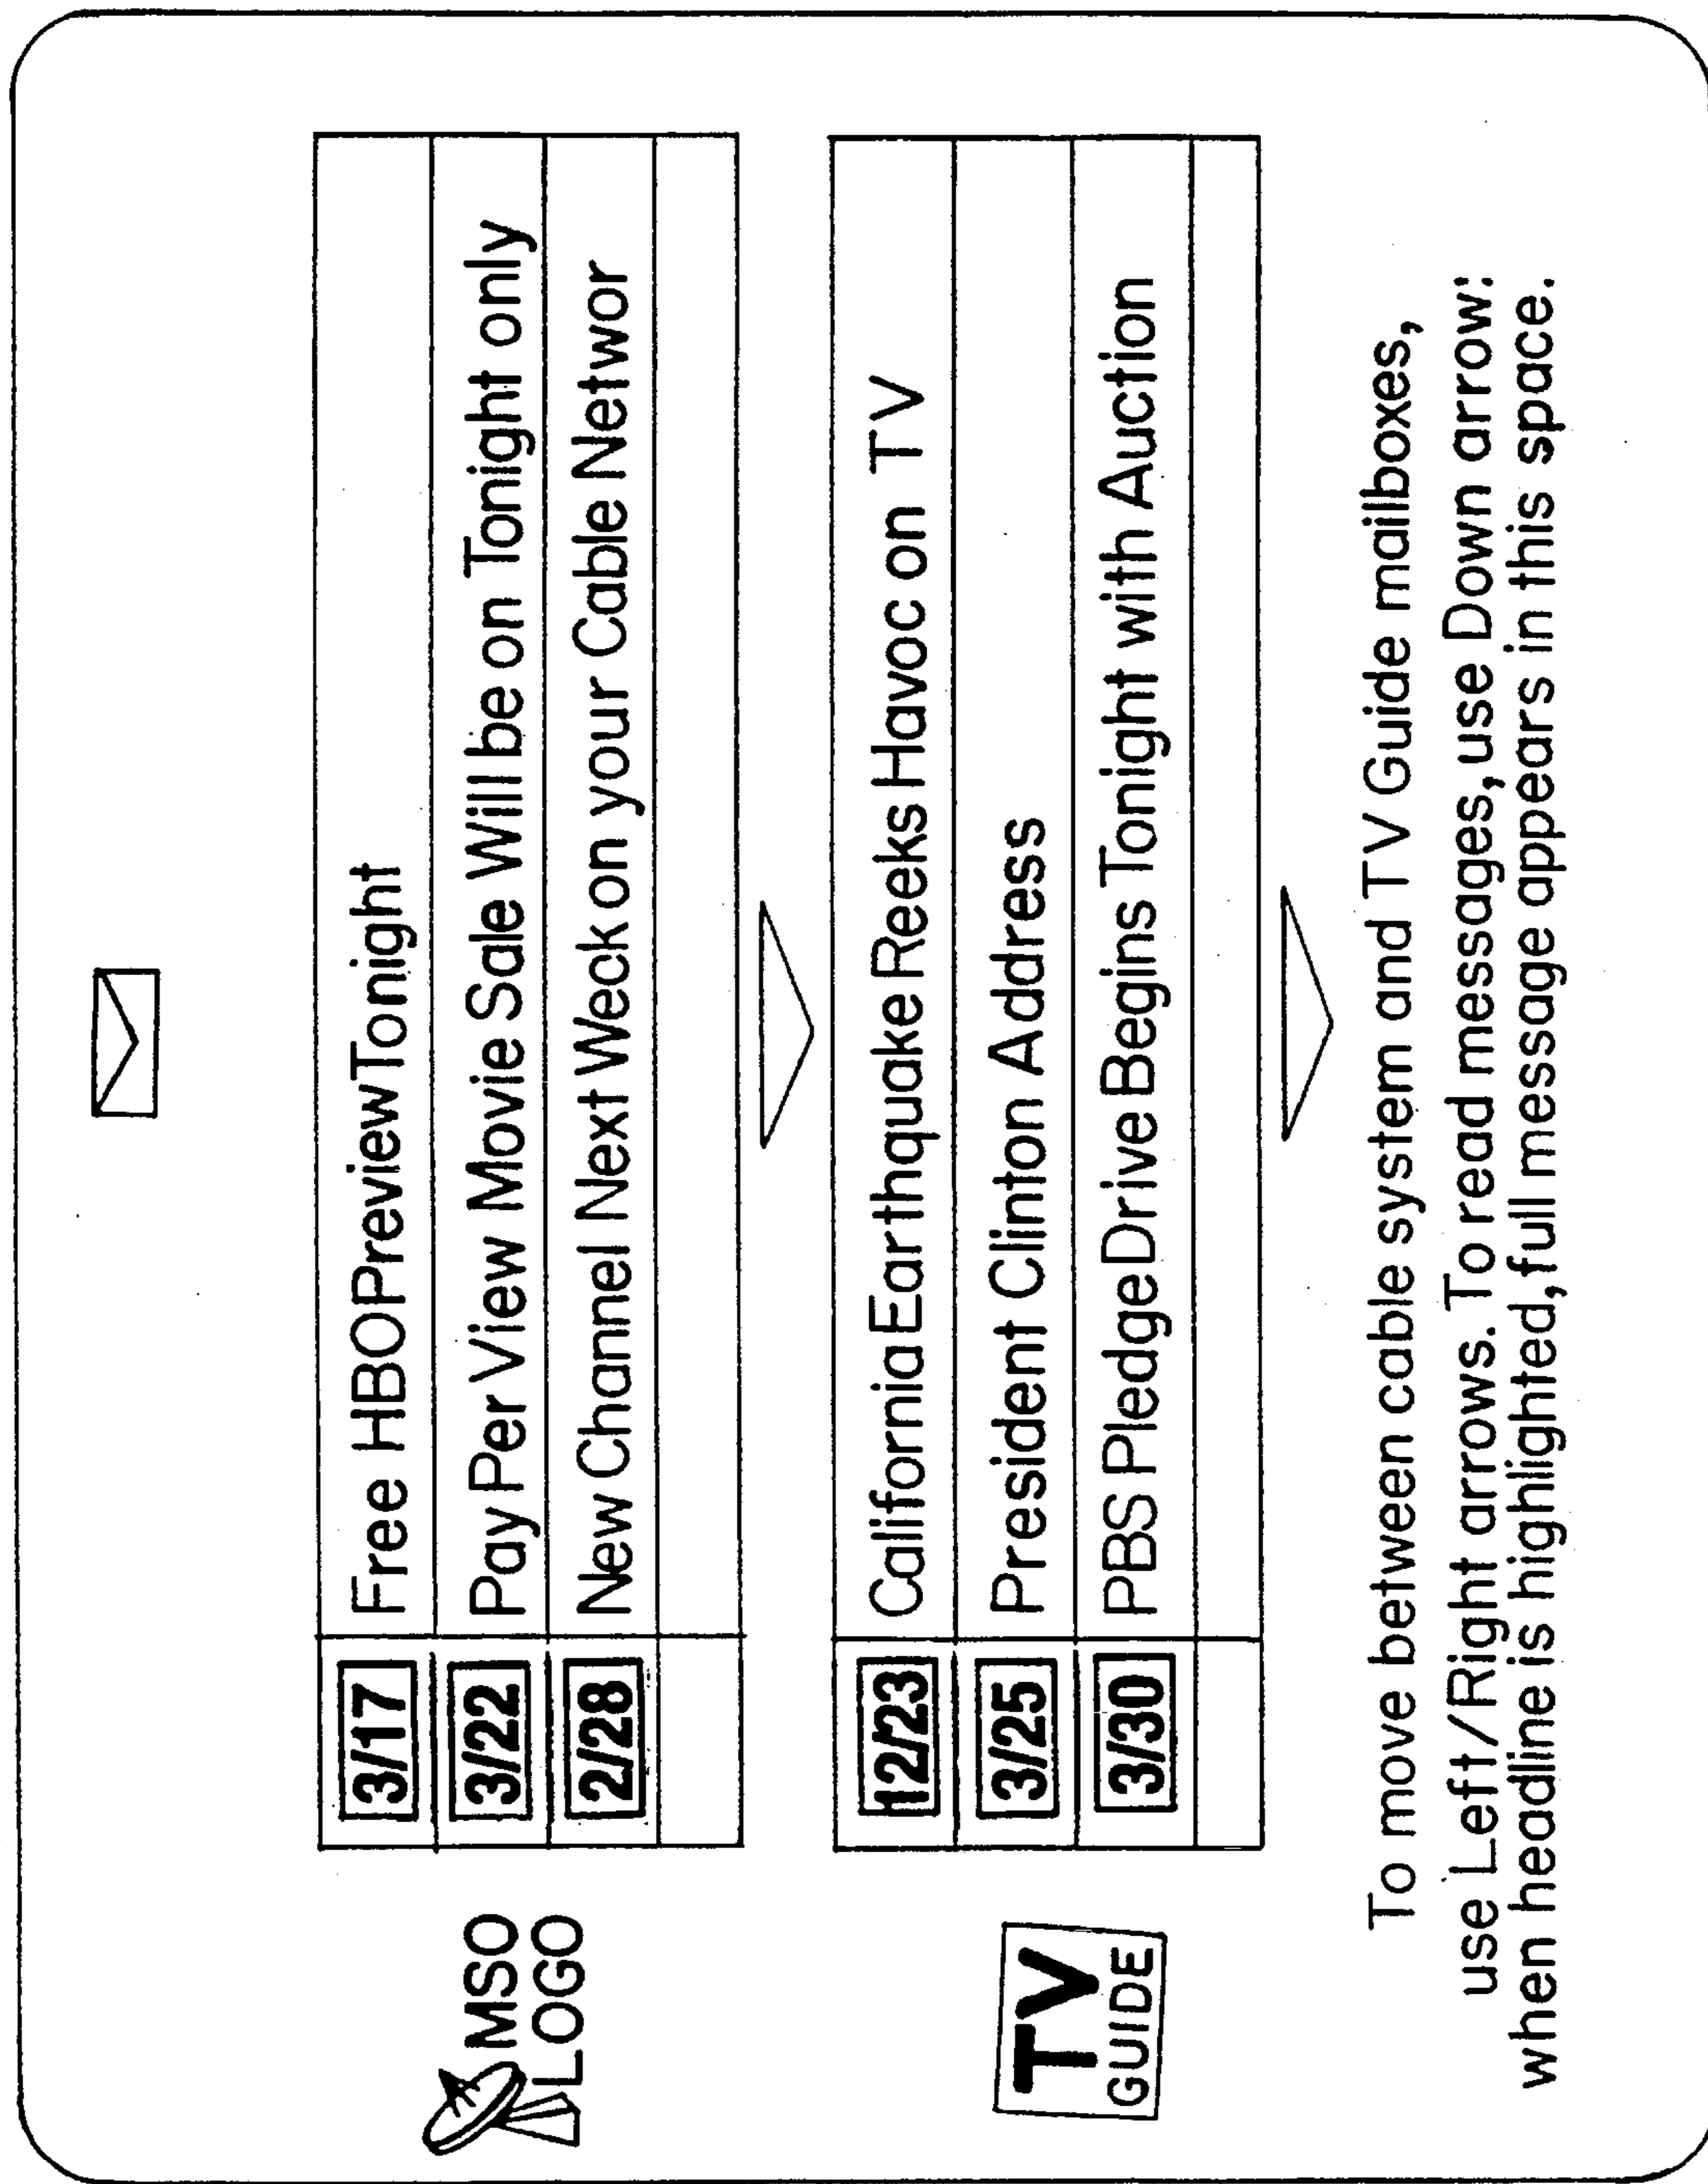 MSO
LOGO
3/17 Free HBO Preview Tonight
3/22 Pay Per View Movie Sale Will be on Tonight only
2/28 New Channel Next Weck on your Cable Networ
TV
GUIDE
12/23 California Earthquake Reeks Havoc on TV
3/25 President Clinton Address
3/30 PBS Pledge Drive Begins Tonight with Auction
To move between cable system and TV Guide mailboxes,
use Left/Right arrows. To read messages, use Down arrow:
when headline is highlighted, full message appears in this space.